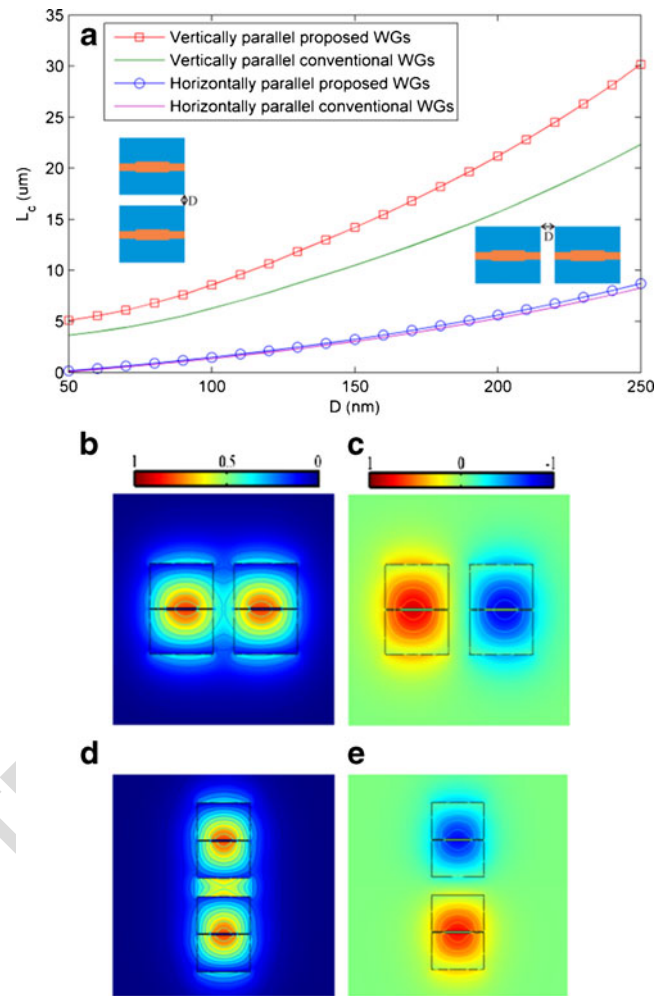 a
Vertically parallel proposed WGs
Vertically parallel conventional WGs
Horizontally parallel proposed WGs
Horizontally parallel conventional WGs
35
30
25
20
15
10
5
0
L_c (um)
D
D
50
100
150
200
250
D (nm)
b
1
0.5
0
c
1
0
-1
d
e